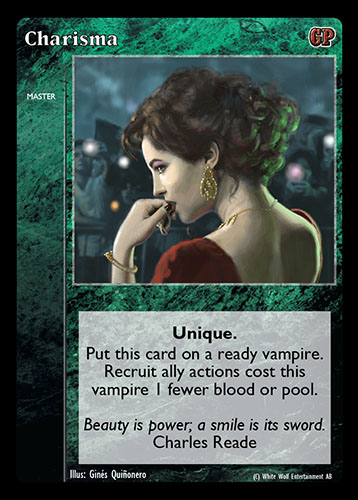 Charisma
GP
MASTER
Unique.
Put this card on a ready vampire.
Recruit ally actions cost this
vampire 1 fewer blood or pool.
Beauty is power; a smile is its sword.
Charles Reade
Illus: Ginés Quiñonero
(C) White Wolf Entertainment AB